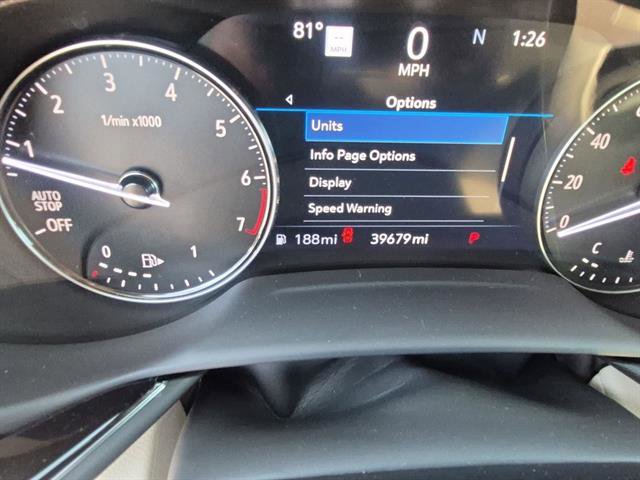 81° -- MPH 0 MPH N 1:26
Options
Units
Info Page Options
Display
Speed Warning
188mi 39679mi P
1/min x1000
1 2 3 4 5 6 7
AUTO STOP
OFF
0 1
40
20
0
C